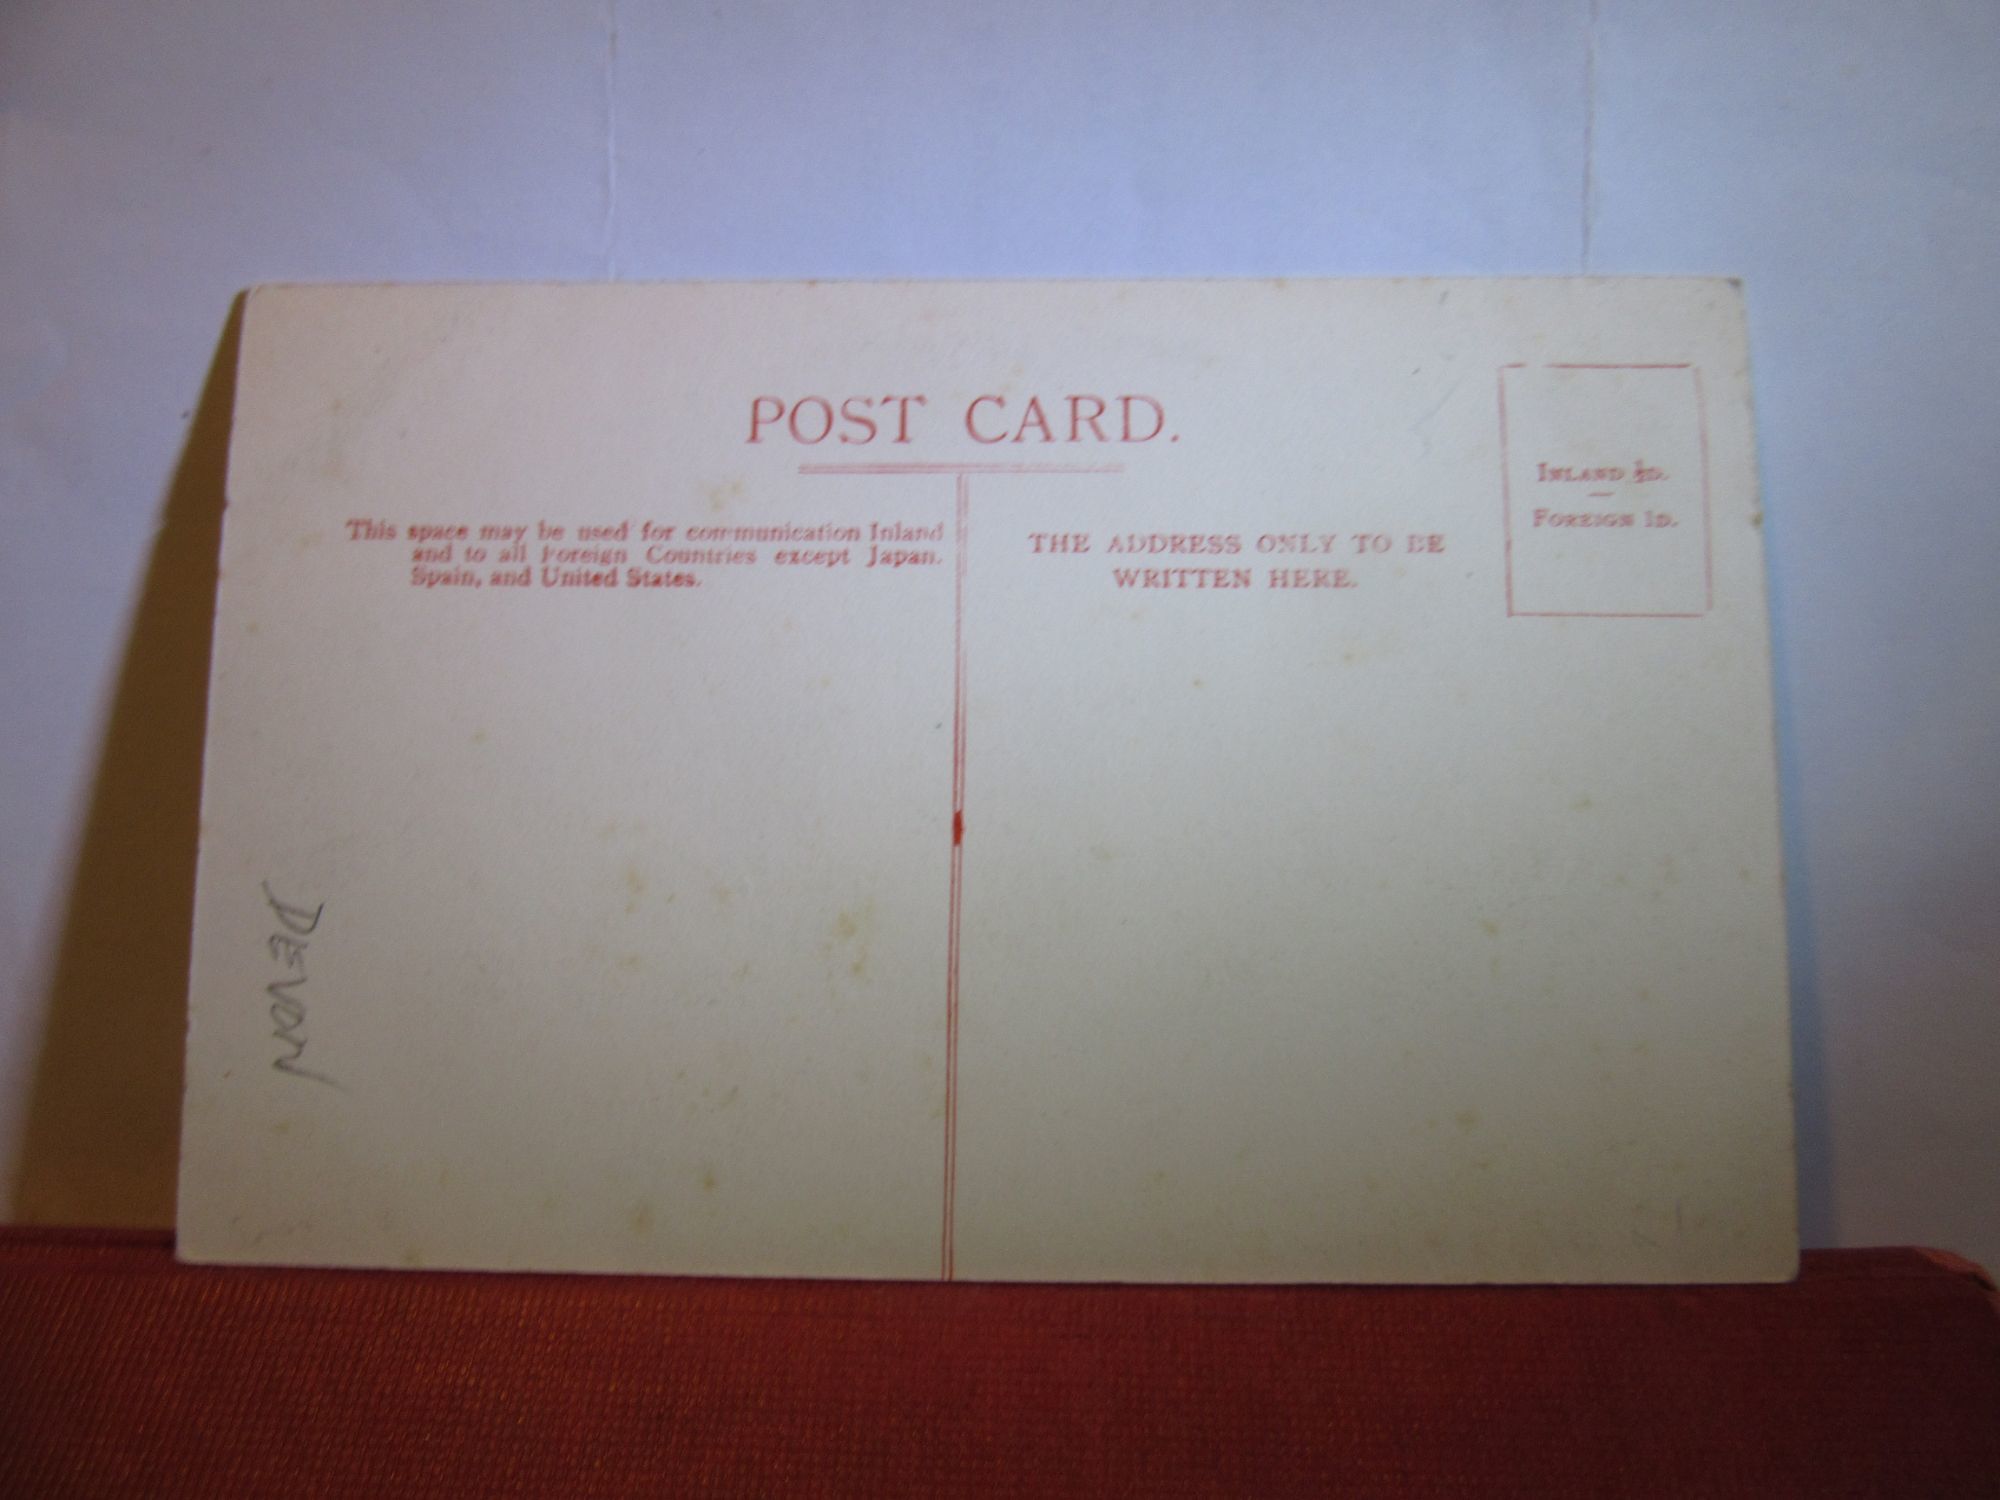 POST CARD.
This space may be used for communication Inland
and to all Foreign Countries except Japan.
Spain, and United States.
THE ADDRESS ONLY TO BE
WRITTEN HERE.
INLAND ½D.
FOREIGN 1D.
DEVON